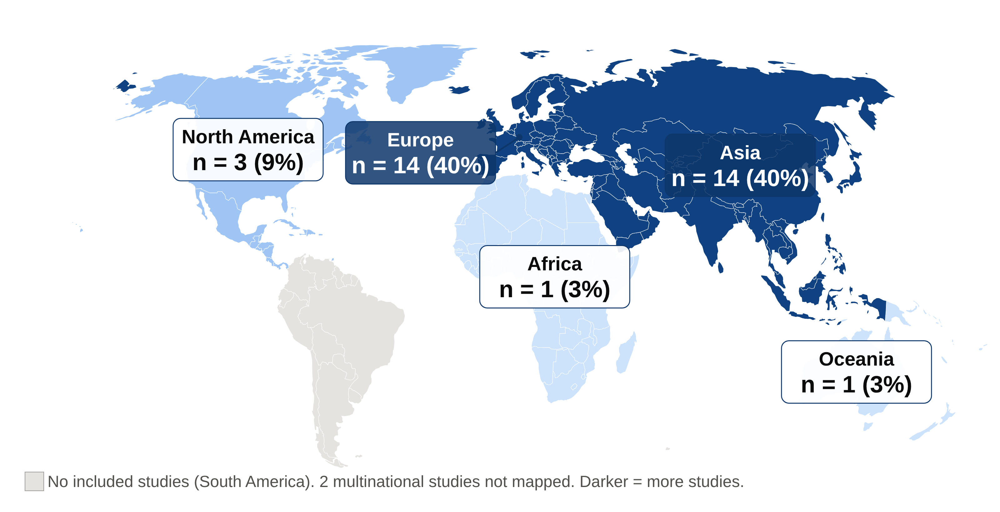 North America
n = 3 (9%)
Europe
n = 14 (40%)
Asia
n = 14 (40%)
Africa
n = 1 (3%)
Oceania
n = 1 (3%)
No included studies (South America). 2 multinational studies not mapped. Darker = more studies.